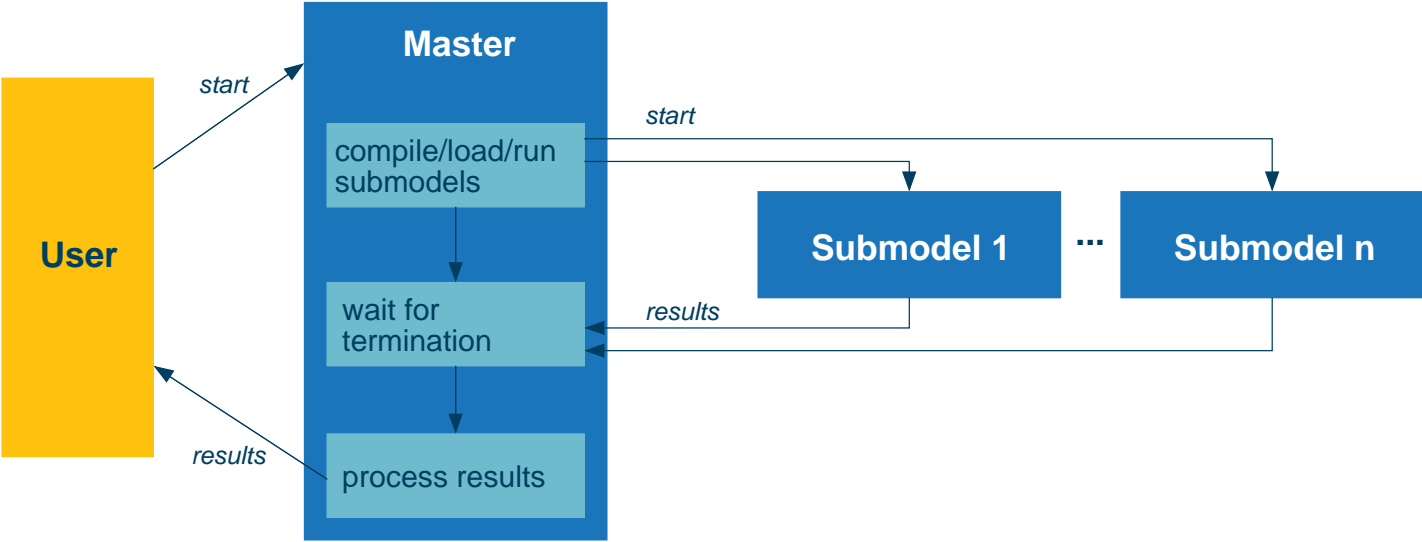 Master
start
start
compile/load/run
submodels
User
Submodel 1
...
Submodel n
wait for
termination
results
results
process results